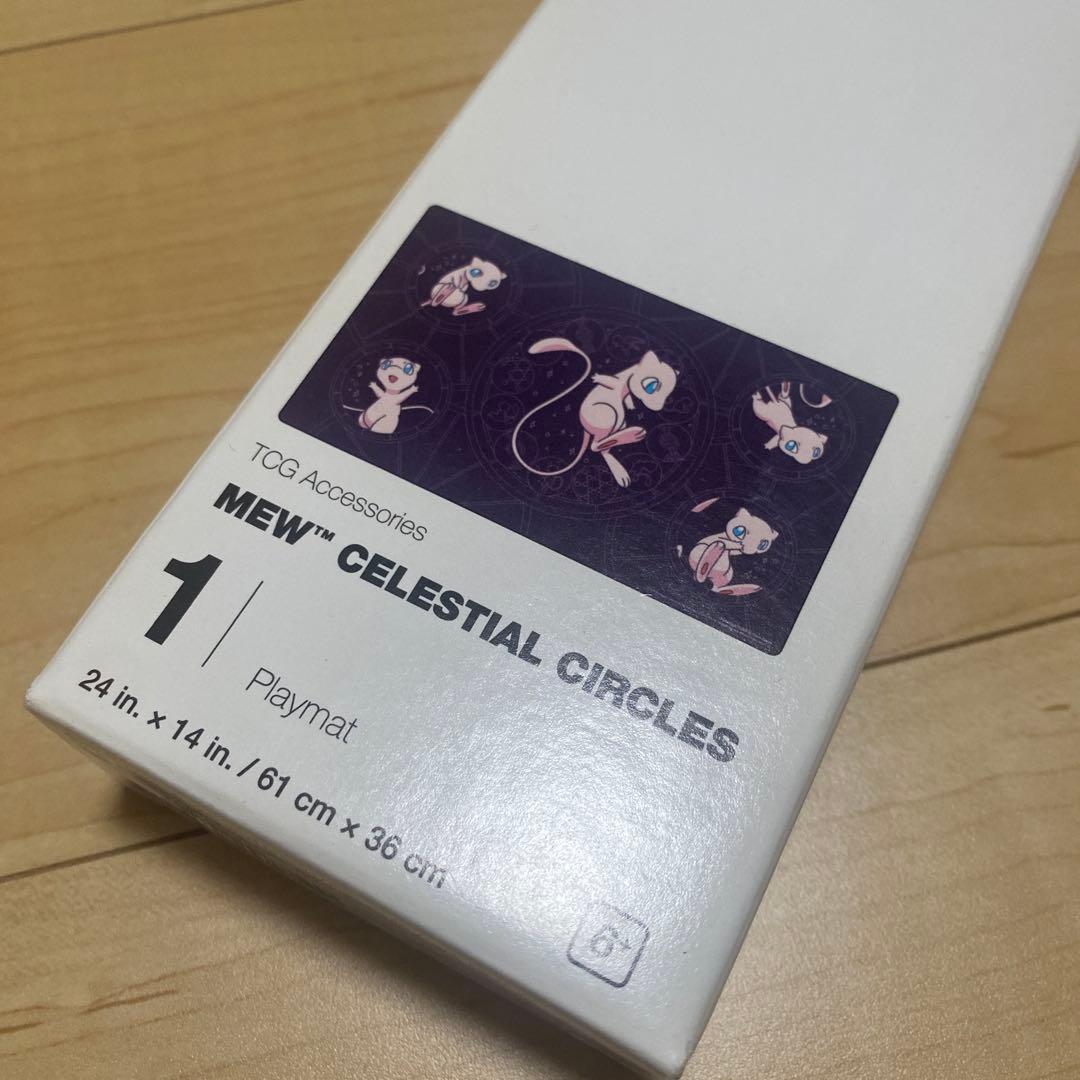 TCG Accessories
MEW™ CELESTIAL CIRCLES
1
Playmat
24 in. x 14 in. / 61 cm x 36 cm
6+